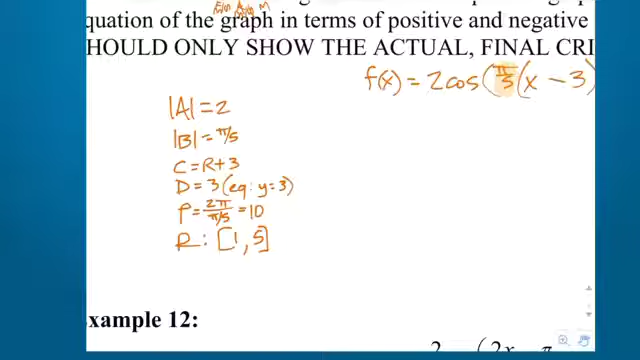 quation of the graph in terms of positive and negative
HOULD ONLY SHOW THE ACTUAL, FINAL CRI
f(x) = 2cos(π/5(x - 3)
|A| = 2
|B| = π/5
C = R + 3
D = 3 (eq: y = 3)
P = 2π/π/5 = 10
R: [1, 5]
xample 12: